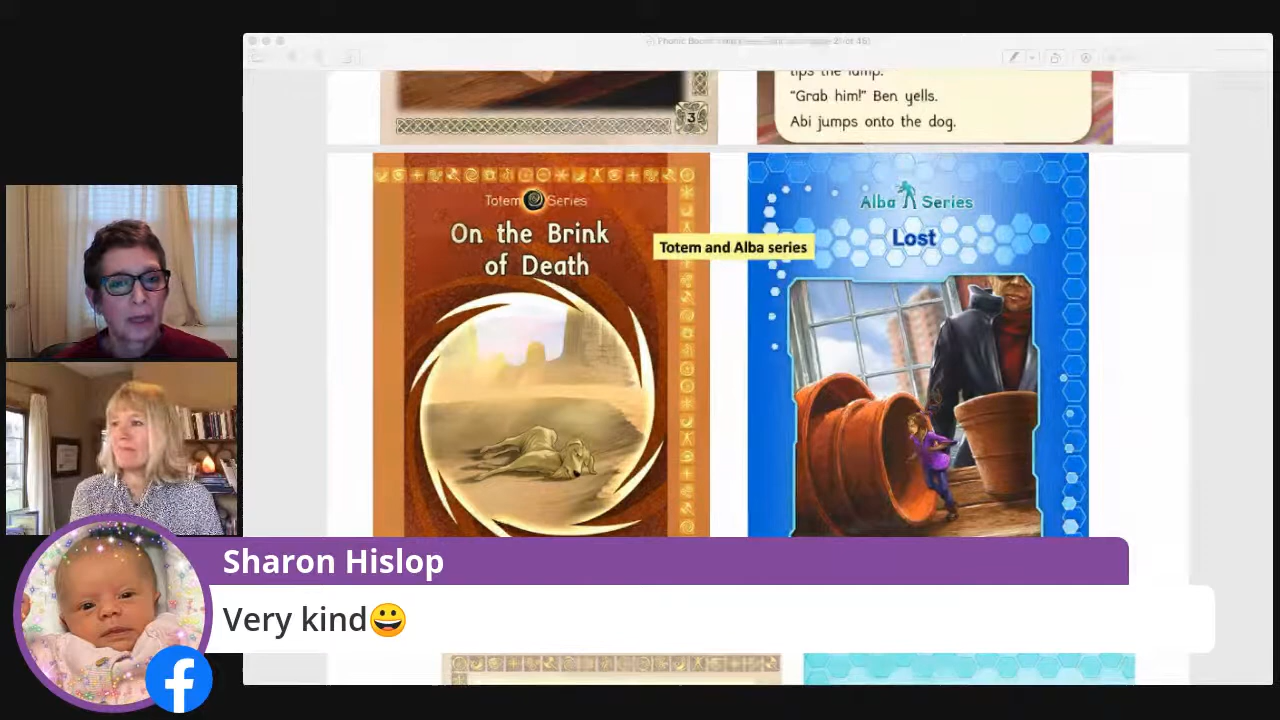 tips the lamp.
"Grab him!" Ben yells.
Abi jumps onto the dog.
3
Totem Series
On the Brink
of Death
Totem and Alba series
Alba Series
Lost
Sharon Hislop
Very kind😀